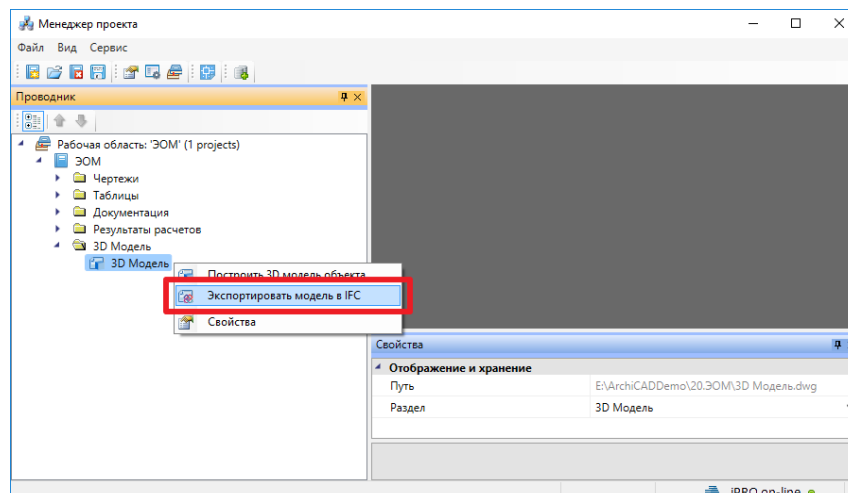 Менеджер проекта
Файл Вид Сервис
Проводник
Рабочая область: 'ЭОМ' (1 projects)
ЭОМ
Чертежи
Таблицы
Документация
Результаты расчетов
3D Модель
3D Модель
Построить 3D модель объекта
Экспортировать модель в IFC
Свойства
Свойства
Отображение и хранение
Путь E:\ArchiCADDemo\20.ЭОМ\3D Модель.dwg
Раздел 3D Модель
iPRO on-line